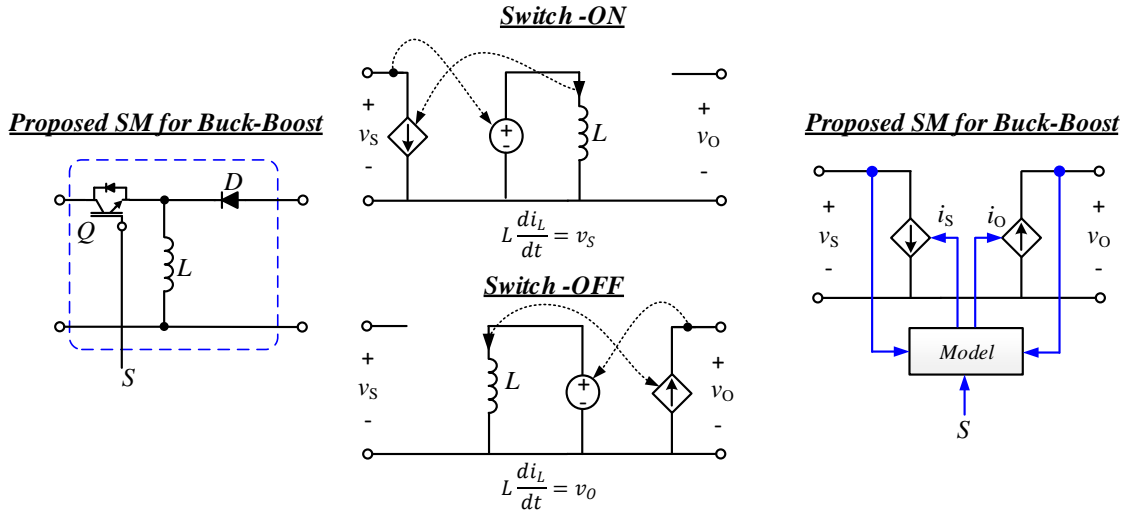 Proposed SM for Buck-Boost
Q
D
L
S
Switch -ON
+
vS
-
+
-
L
+
vO
-
L diL/dt = vS
Switch -OFF
+
vS
-
L
+
-
+
vO
-
L diL/dt = vO
Proposed SM for Buck-Boost
+
vS
-
iS
iO
+
vO
-
Model
S